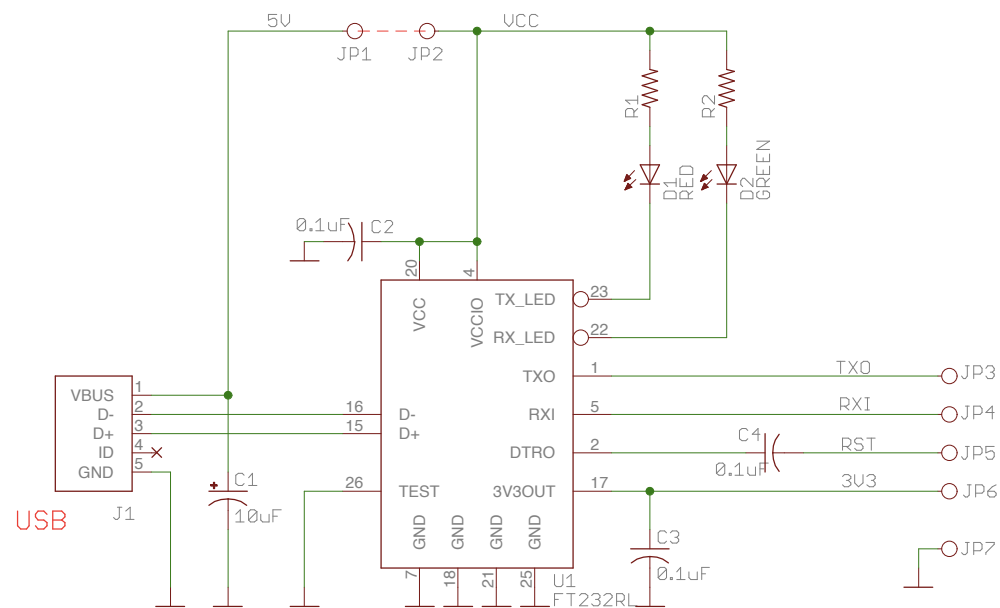 5V
VCC
JP1
JP2
R1
R2
D1
RED
D2
GREEN
0.1uF
C2
20
4
VCC
VCCIO
TX_LED
23
RX_LED
22
TXO
1
TXO
JP3
VBUS
1
D-
2
16
D-
RXI
5
RXI
JP4
D+
3
15
D+
ID
4
DTRO
2
C4
0.1uF
RST
JP5
GND
5
C1
10uF
26
TEST
3V3OUT
17
3V3
JP6
USB
J1
GND
GND
GND
GND
C3
0.1uF
JP7
7
18
21
25
U1
FT232RL